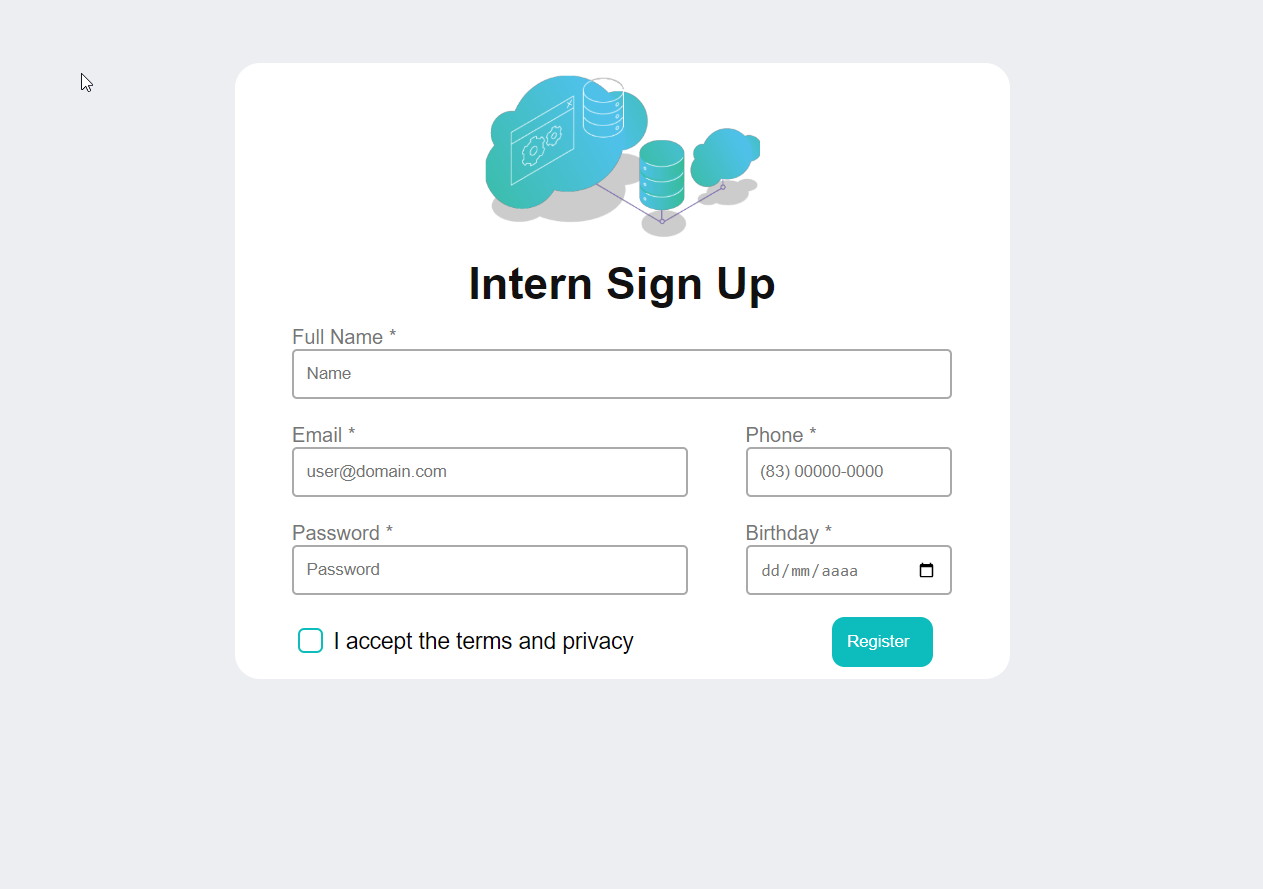 Intern Sign Up
Full Name *
Name
Email *
Phone *
user@domain.com
(83) 00000-0000
Password *
Birthday *
Password
dd/mm/aaaa
I accept the terms and privacy
Register